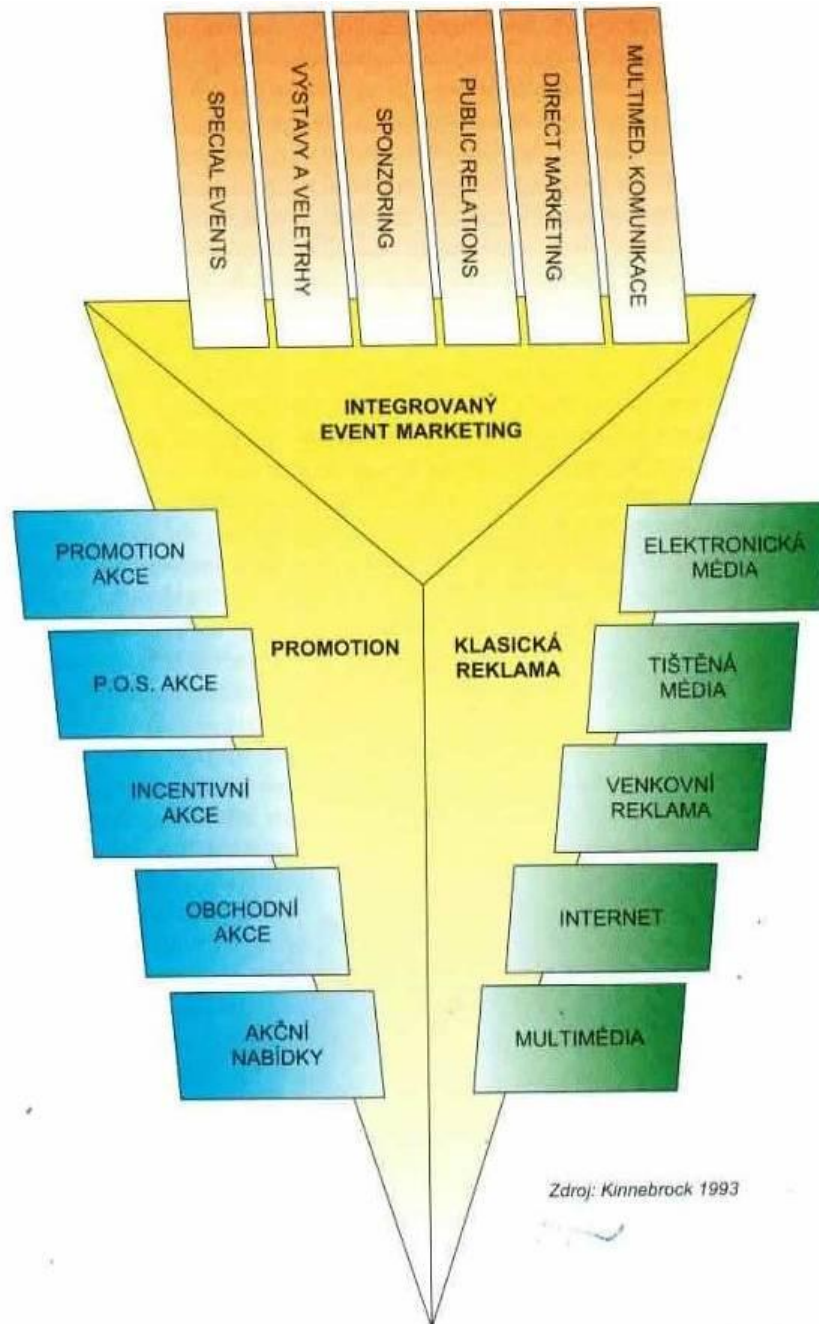 SPECIAL EVENTS
VÝSTAVY A VELETRHY
SPONZORING
PUBLIC RELATIONS
DIRECT MARKETING
MULTIMED. KOMUNIKACE
INTEGROVANÝ
EVENT MARKETING
PROMOTION
AKCE
P.O.S. AKCE
INCENTIVNÍ
AKCE
OBCHODNÍ
AKCE
AKČNÍ
NABÍDKY
PROMOTION
KLASICKÁ
REKLAMA
ELEKTRONICKÁ
MÉDIA
TIŠTĚNÁ
MÉDIA
VENKOVNÍ
REKLAMA
INTERNET
MULTIMÉDIA
Zdroj: Kinnebrock 1993